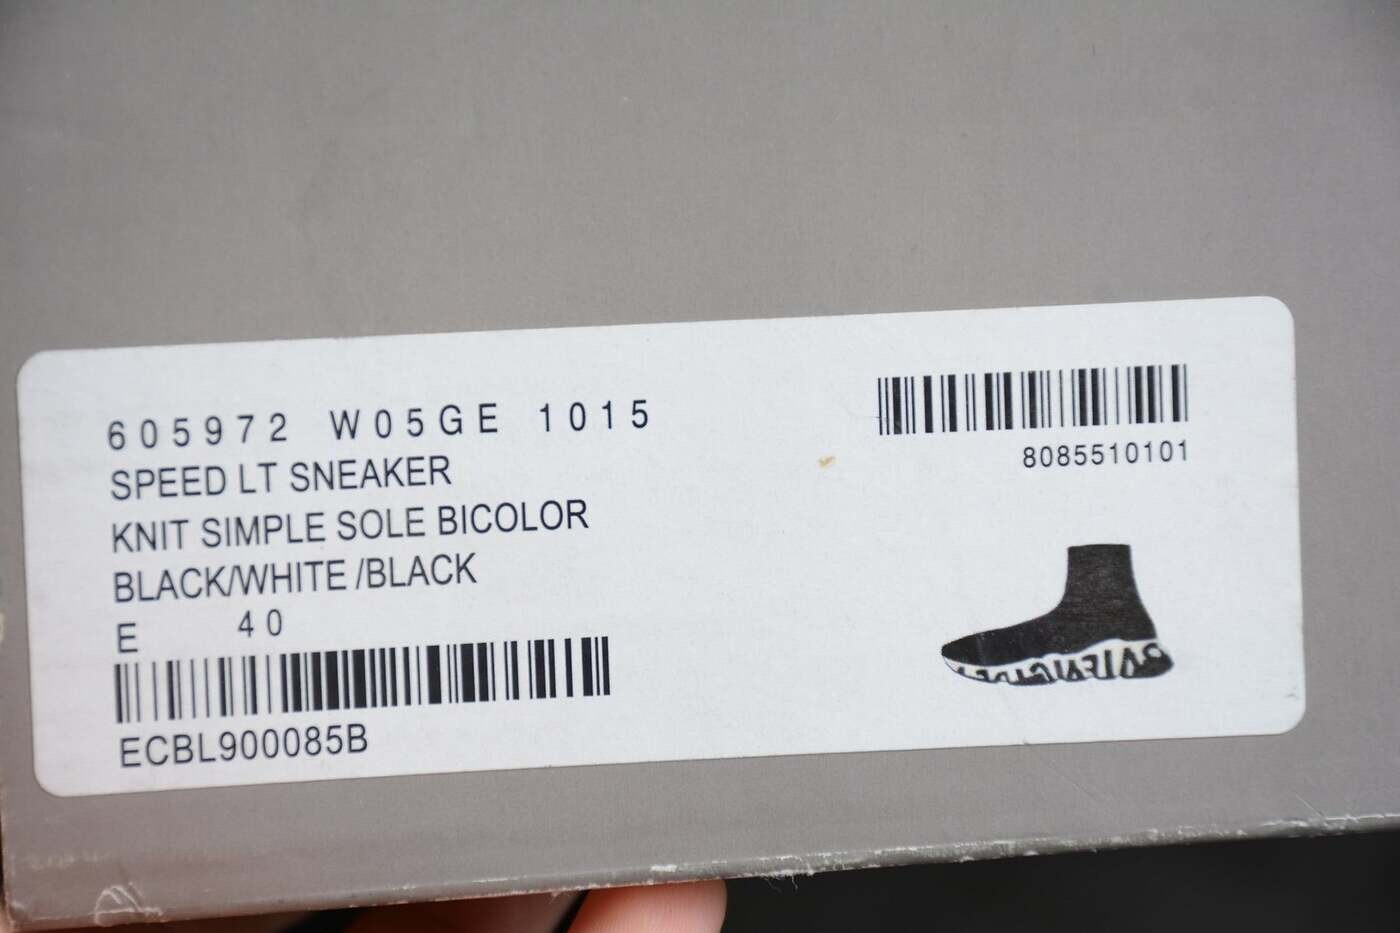 605972 W05GE 1015
SPEED LT SNEAKER
KNIT SIMPLE SOLE BICOLOR
BLACK/WHITE /BLACK
E 40
ECBL900085B
8085510101